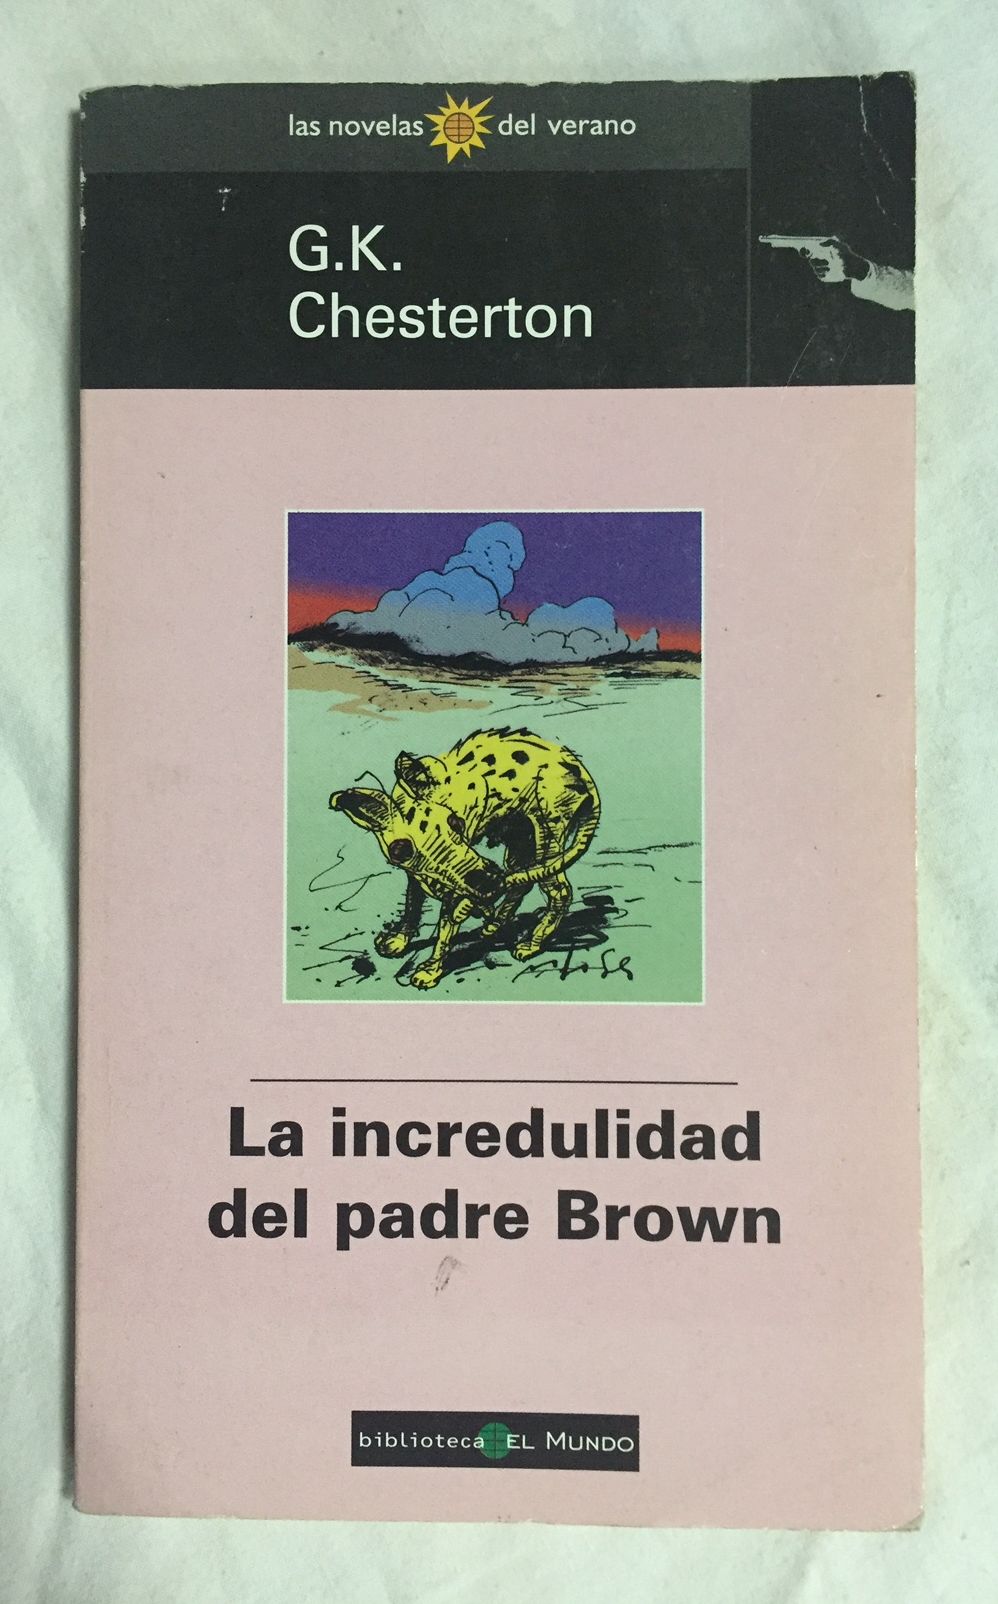 las novelas del verano
G.K.
Chesterton
La incredulidad
del padre Brown
biblioteca EL MUNDO